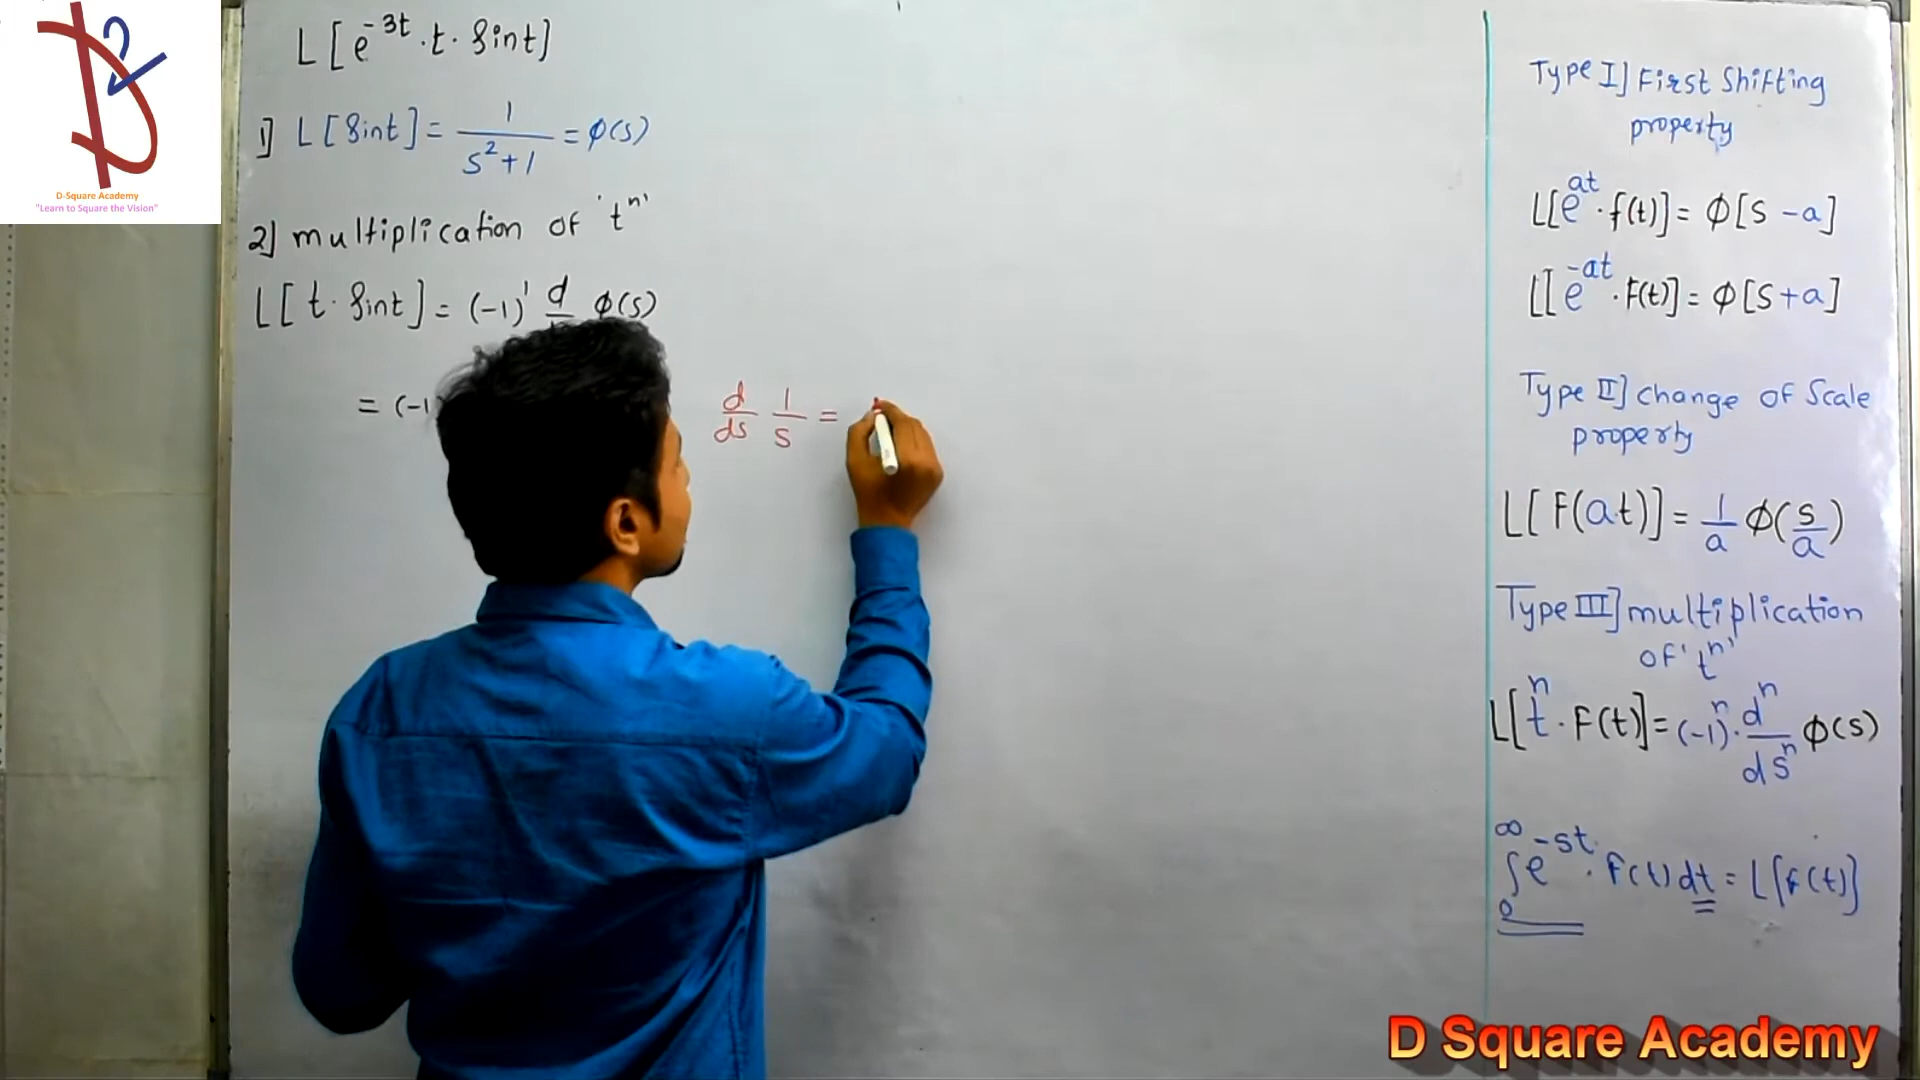 D-Square Academy
"Learn to Square the Vision"
L[e^{-3t}·t·sint]
1] L[sint] = 1/(s²+1) = φ(s)
2] multiplication of 't^n'
L[t·sint] = (-1)^1 d φ(s)
= (-1)
d/ds 1/s =
Type I] First Shifting
property
L[e^{at}·f(t)] = φ[s-a]
L[e^{-at}·F(t)] = φ[s+a]
Type II] change of Scale
property
L[F(at)] = 1/a φ(s/a)
Type III] multiplication
of 't^n'
L[t^n·F(t)] = (-1)^n·d^n/ds^n φ(s)
∫_0^∞ e^{-st}·F(t)dt = L[f(t)]
D Square Academy